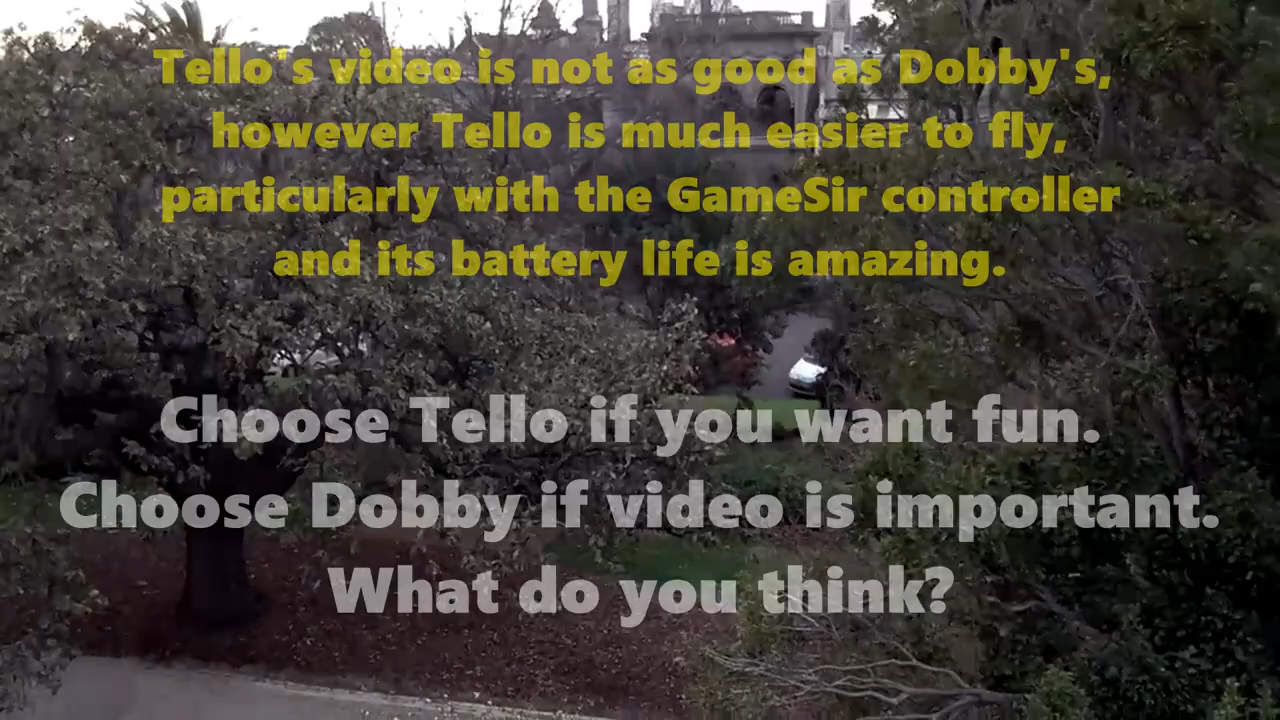 Tello's video is not as good as Dobby's,
however Tello is much easier to fly,
particularly with the GameSir controller
and its battery life is amazing.
Choose Tello if you want fun.
Choose Dobby if video is important.
What do you think?